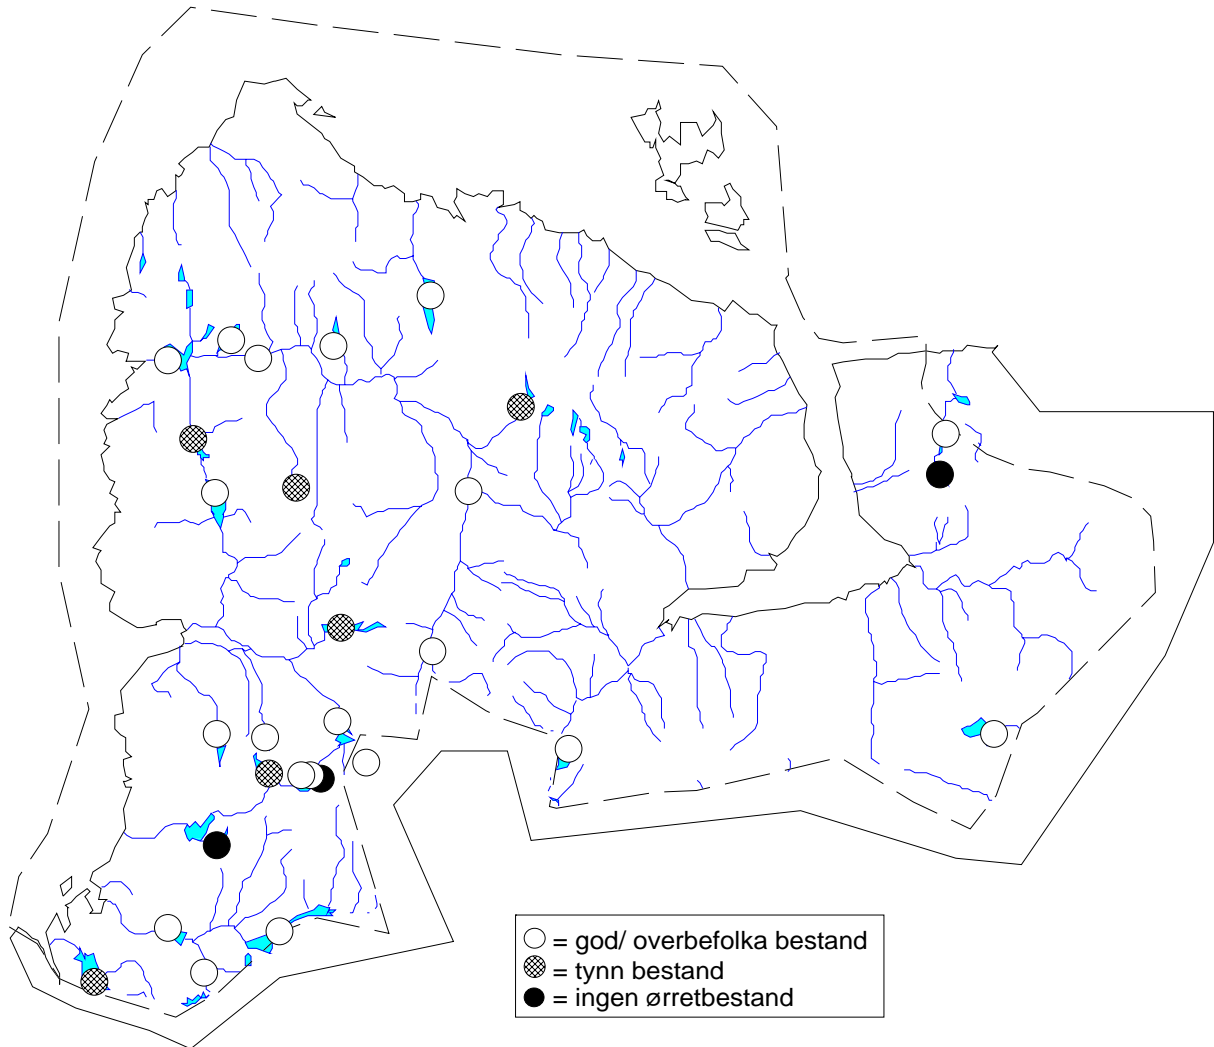 = god/ overbefolka bestand
= tynn bestand
= ingen ørretbestand